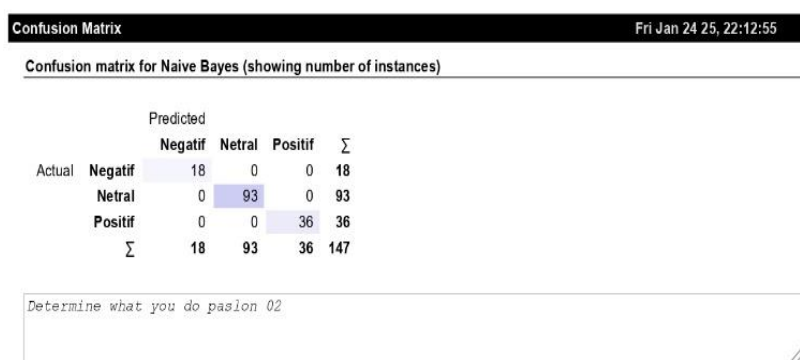 Confusion Matrix Fri Jan 24 25, 22:12:55
Confusion matrix for Naive Bayes (showing number of instances)
Predicted
Negatif Netral Positif Σ
Actual Negatif 18 0 0 18
Netral 0 93 0 93
Positif 0 0 36 36
Σ 18 93 36 147
Determine what you do paslon 02